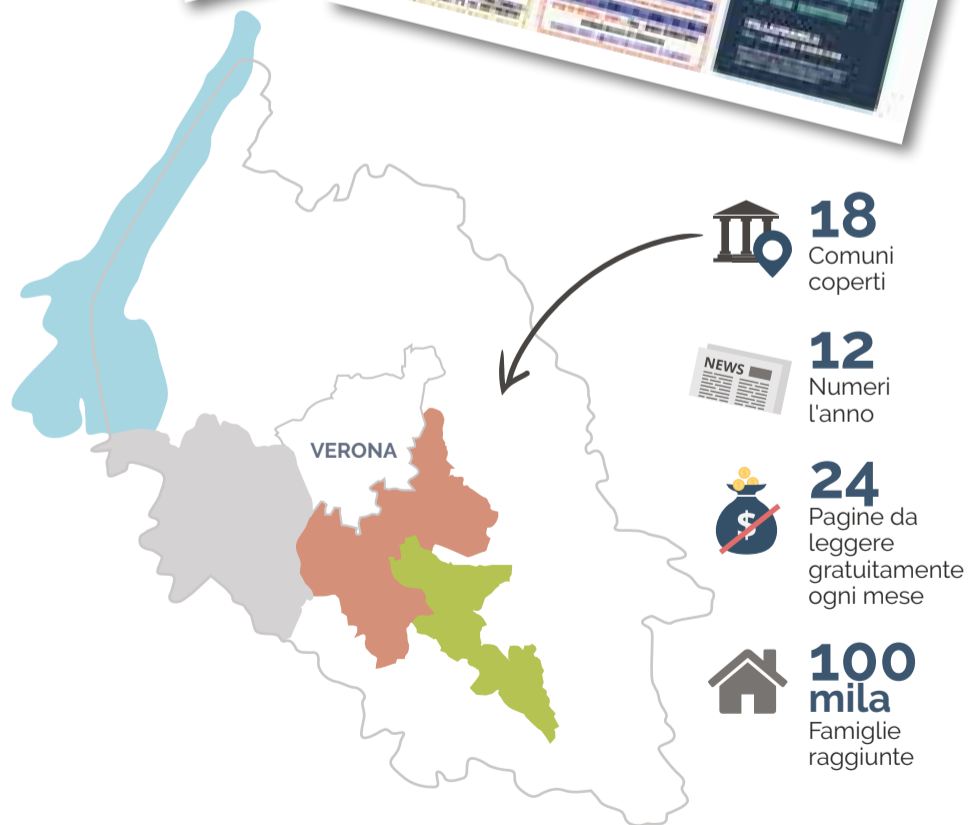 18
Comuni
coperti
NEWS
12
Numeri
l'anno
VERONA
24
Pagine da
leggere
gratuitamente
ogni mese
$
100
mila
Famiglie
raggiunte